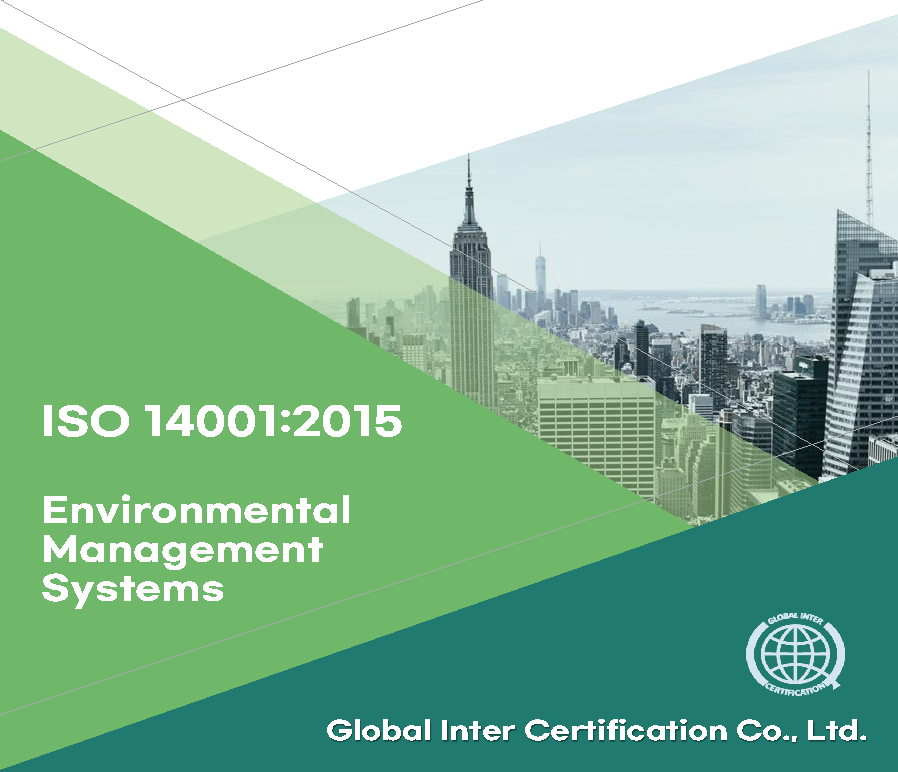 ISO 14001:2015
Environmental
Management
Systems
GLOBAL INTER
CERTIFICATION
Global Inter Certification Co., Ltd.